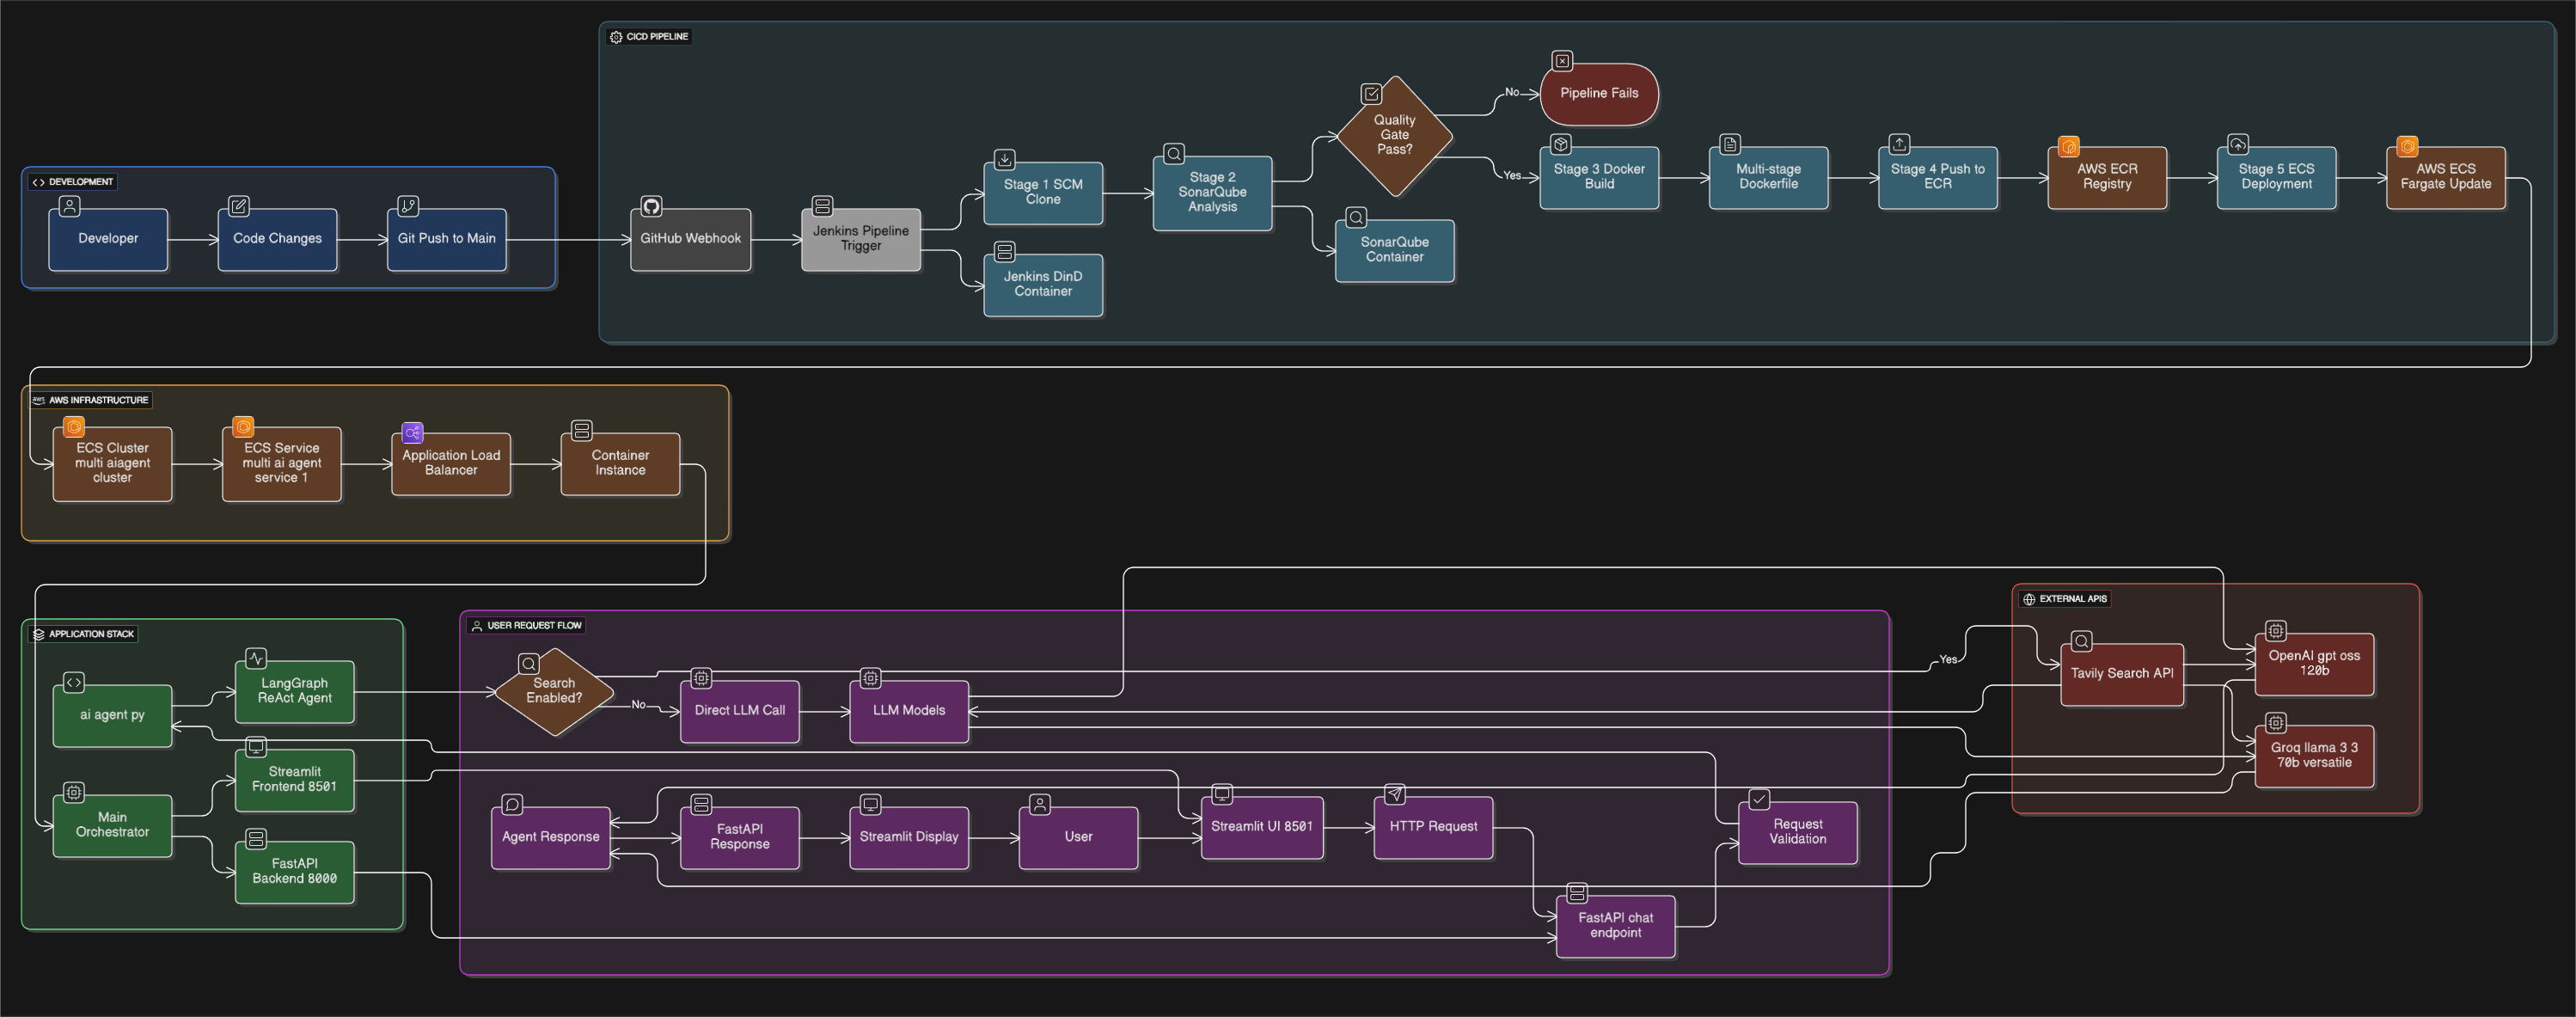 CICD PIPELINE
No
Pipeline Fails
Quality
Gate
Pass?
Yes
Stage 3 Docker
Build
Multi-stage
Dockerfile
Stage 4 Push to
ECR
AWS ECR
Registry
Stage 5 ECS
Deployment
AWS ECS
Fargate Update
DEVELOPMENT
Developer
Code Changes
Git Push to Main
GitHub Webhook
Jenkins Pipeline
Trigger
Stage 1 SCM
Clone
Stage 2
SonarQube
Analysis
SonarQube
Container
Jenkins DinD
Container
aws
AWS INFRASTRUCTURE
ECS Cluster
multi aiagent
cluster
ECS Service
multi ai agent
service 1
Application Load
Balancer
Container
Instance
APPLICATION STACK
ai agent py
LangGraph
ReAct Agent
Streamlit
Frontend 8501
Main
Orchestrator
FastAPI
Backend 8000
USER REQUEST FLOW
Search
Enabled?
No
Direct LLM Call
LLM Models
Yes
Agent Response
FastAPI
Response
Streamlit Display
User
Streamlit UI 8501
HTTP Request
Request
Validation
FastAPI chat
endpoint
EXTERNAL APIS
Tavily Search API
OpenAI gpt oss
120b
Groq llama 3 3
70b versatile